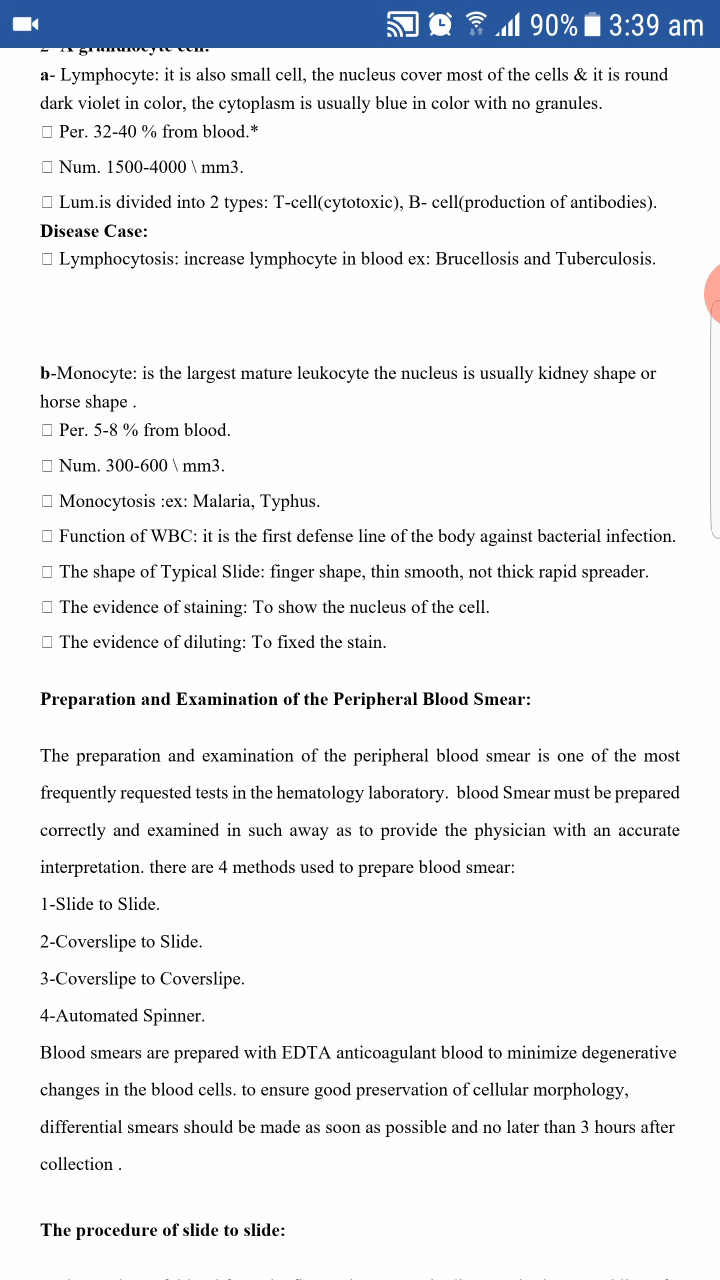 90% 3:39 am
2- A granulocyte cell:
a- Lymphocyte: it is also small cell, the nucleus cover most of the cells & it is round
dark violet in color, the cytoplasm is usually blue in color with no granules.
□ Per. 32-40 % from blood.*
□ Num. 1500-4000 \ mm3.
□ Lum.is divided into 2 types: T-cell(cytotoxic), B- cell(production of antibodies).
Disease Case:
□ Lymphocytosis: increase lymphocyte in blood ex: Brucellosis and Tuberculosis.
b-Monocyte: is the largest mature leukocyte the nucleus is usually kidney shape or
horse shape .
□ Per. 5-8 % from blood.
□ Num. 300-600 \ mm3.
□ Monocytosis :ex: Malaria, Typhus.
□ Function of WBC: it is the first defense line of the body against bacterial infection.
□ The shape of Typical Slide: finger shape, thin smooth, not thick rapid spreader.
□ The evidence of staining: To show the nucleus of the cell.
□ The evidence of diluting: To fixed the stain.
Preparation and Examination of the Peripheral Blood Smear:
The preparation and examination of the peripheral blood smear is one of the most
frequently requested tests in the hematology laboratory. blood Smear must be prepared
correctly and examined in such away as to provide the physician with an accurate
interpretation. there are 4 methods used to prepare blood smear:
1-Slide to Slide.
2-Coverslipe to Slide.
3-Coverslipe to Coverslipe.
4-Automated Spinner.
Blood smears are prepared with EDTA anticoagulant blood to minimize degenerative
changes in the blood cells. to ensure good preservation of cellular morphology,
differential smears should be made as soon as possible and no later than 3 hours after
collection .
The procedure of slide to slide: